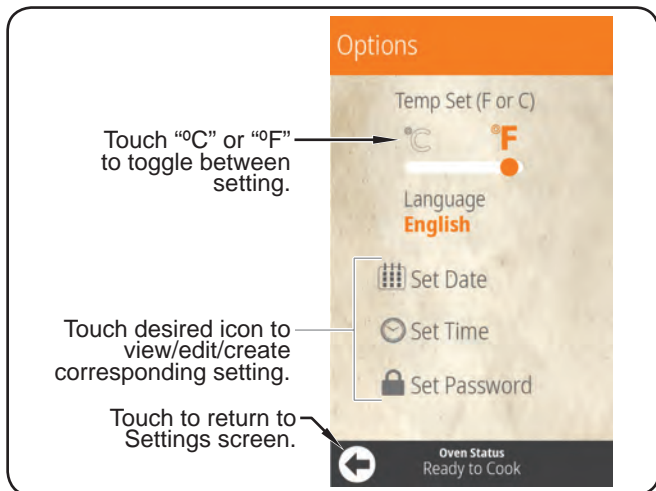 Options
Temp Set (F or C)
°C °F
Touch “ºC” or “ºF”
to toggle between
setting.
Language
English
Set Date
Set Time
Set Password
Touch desired icon to
view/edit/create
corresponding setting.
Touch to return to
Settings screen.
Oven Status
Ready to Cook